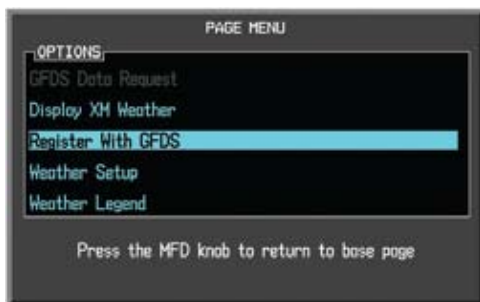 PAGE MENU
OPTIONS
GFDS Data Request
Display XM Weather
Register With GFDS
Weather Setup
Weather Legend
Press the MFD knob to return to base page